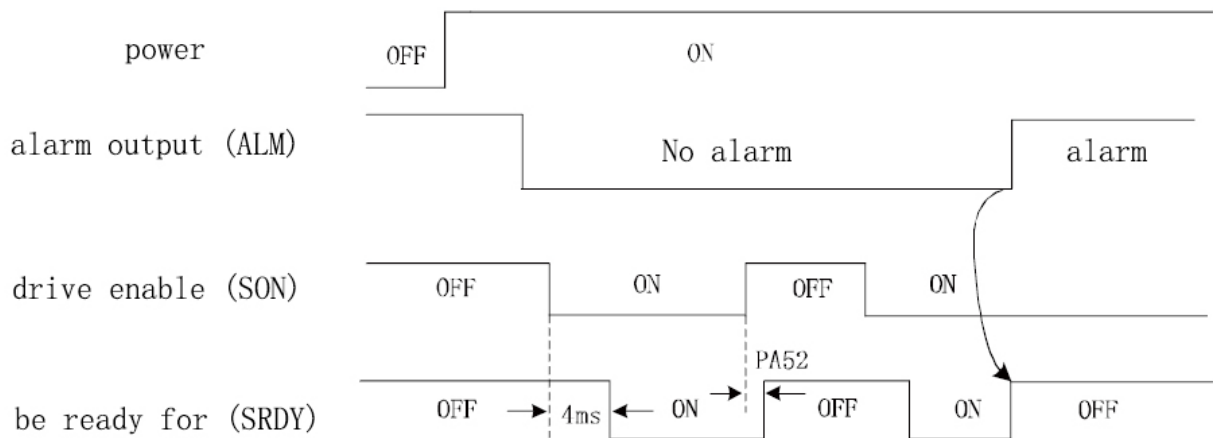 power OFF ON
alarm output (ALM) No alarm alarm
drive enable (SON) OFF ON OFF ON
PA52
be ready for (SRDY) OFF 4ms ON OFF ON OFF